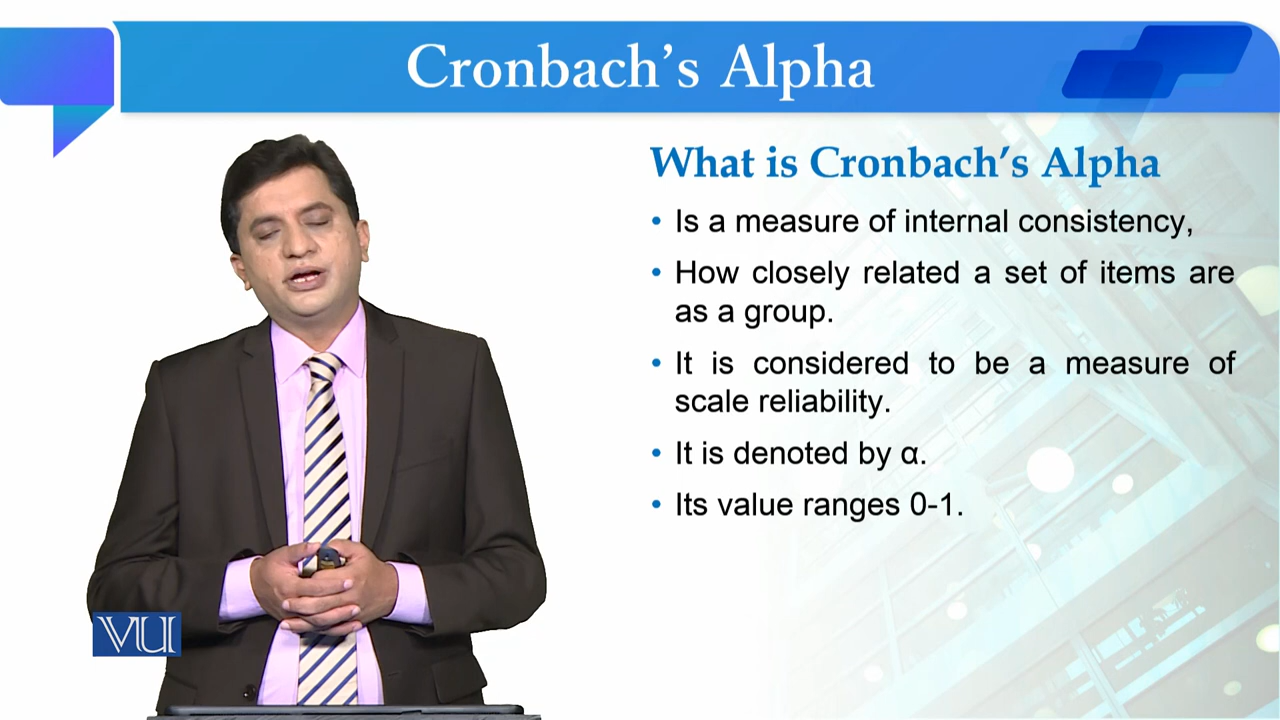 Cronbach’s Alpha
What is Cronbach’s Alpha
• Is a measure of internal consistency,
• How closely related a set of items are
as a group.
• It is considered to be a measure of
scale reliability.
• It is denoted by α.
• Its value ranges 0-1.
VU